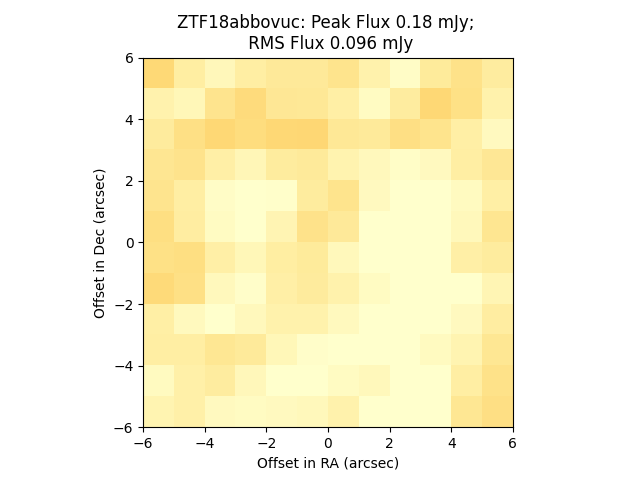 ZTF18abbovuc: Peak Flux 0.18 mJy;
RMS Flux 0.096 mJy
6
4
2
0
−2
−4
−6
Offset in Dec (arcsec)
−6 −4 −2 0 2 4 6
Offset in RA (arcsec)